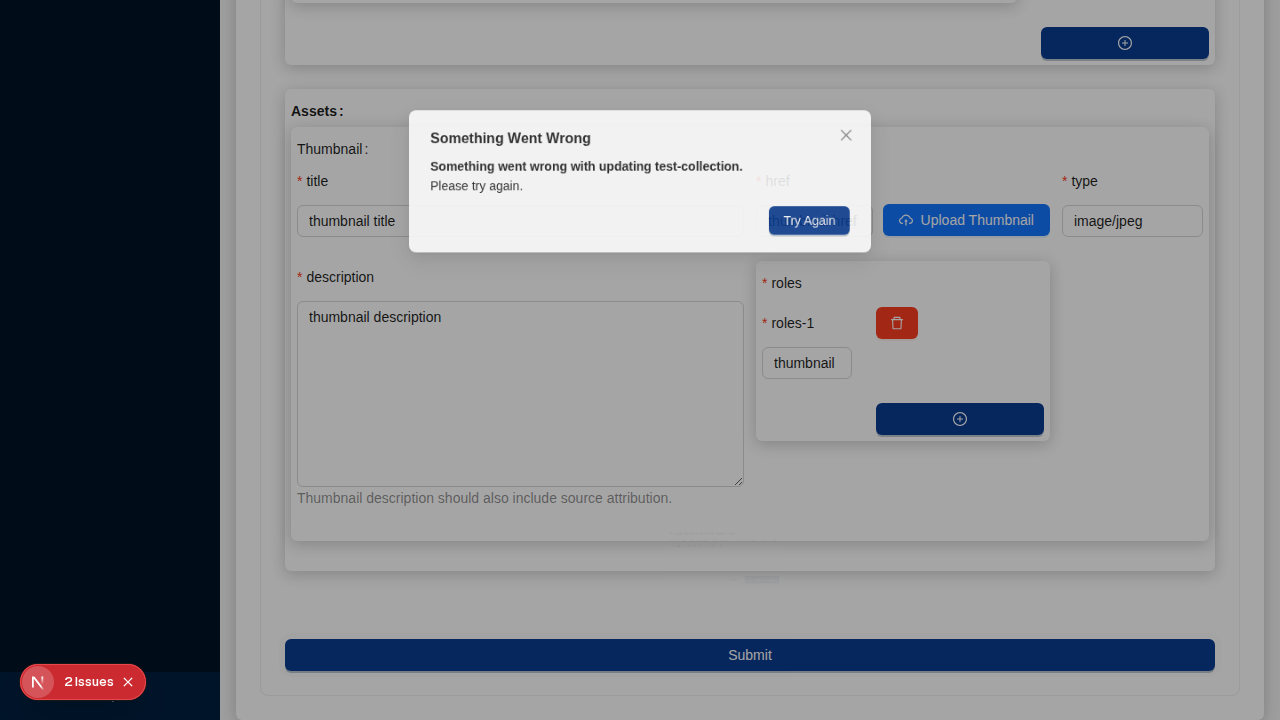 Assets:
Thumbnail:
Something Went Wrong
Something went wrong with updating test-collection.
Please try again.
Try Again
* title
* href
* type
thumbnail title
Upload Thumbnail
image/jpeg
* description
thumbnail description
* roles
* roles-1
thumbnail
Thumbnail description should also include source attribution.
Submit
N
2 Issues